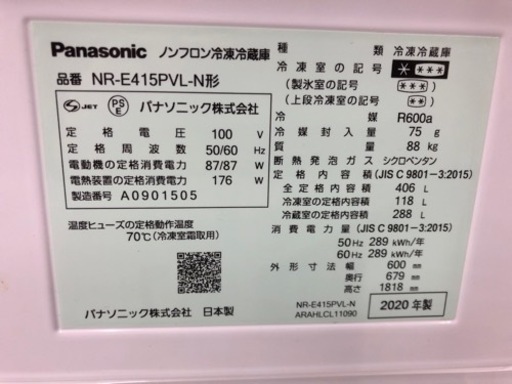 Panasonic ノンフロン冷凍冷蔵庫
品番 NR-E415PVL-N形
S JET PS E パナソニック株式会社
定格電圧 100 V
定格周波数 50/60 Hz
電動機の定格消費電力 87/87 W
電熱装置の定格消費電力 176 W
製造番号 A0901505
温度ヒューズの定格動作温度
70℃(冷凍室霜取用)
パナソニック株式会社 日本製
種類 冷凍冷蔵庫
冷凍室の記号 ****
(製氷室の記号) (**)
(上段冷凍室の記号) (**)
冷媒 R600a
冷媒封入量 75 g
質量 88 kg
断熱発泡ガス シクロペンタン
定格内容積 (JIS C 9801-3:2015)
全定格内容積 406 L
冷凍室の定格内容積 118 L
冷蔵室の定格内容積 288 L
消費電力量 (JIS C 9801-3:2015)
50Hz 289 kWh/年
60Hz 289 kWh/年
外形寸法 幅 600 mm
奥行 679 mm
高さ 1818 mm
NR-E415PVL-N
ARAHLCL11090
2020年製